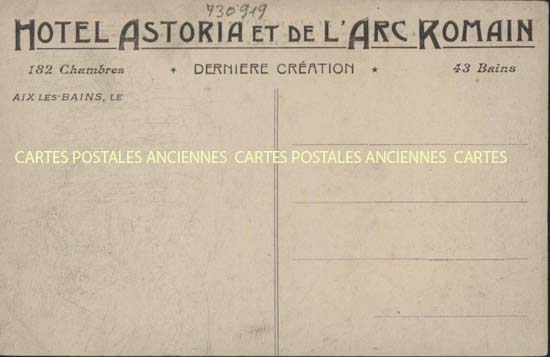 730919
HOTEL ASTORIA ET DE L'ARC ROMAIN
182 Chambres * DERNIERE CRÉATION * 43 Bains
AIX LES-BAINS, LE
CARTES POSTALES ANCIENNES CARTES POSTALES ANCIENNES CARTES